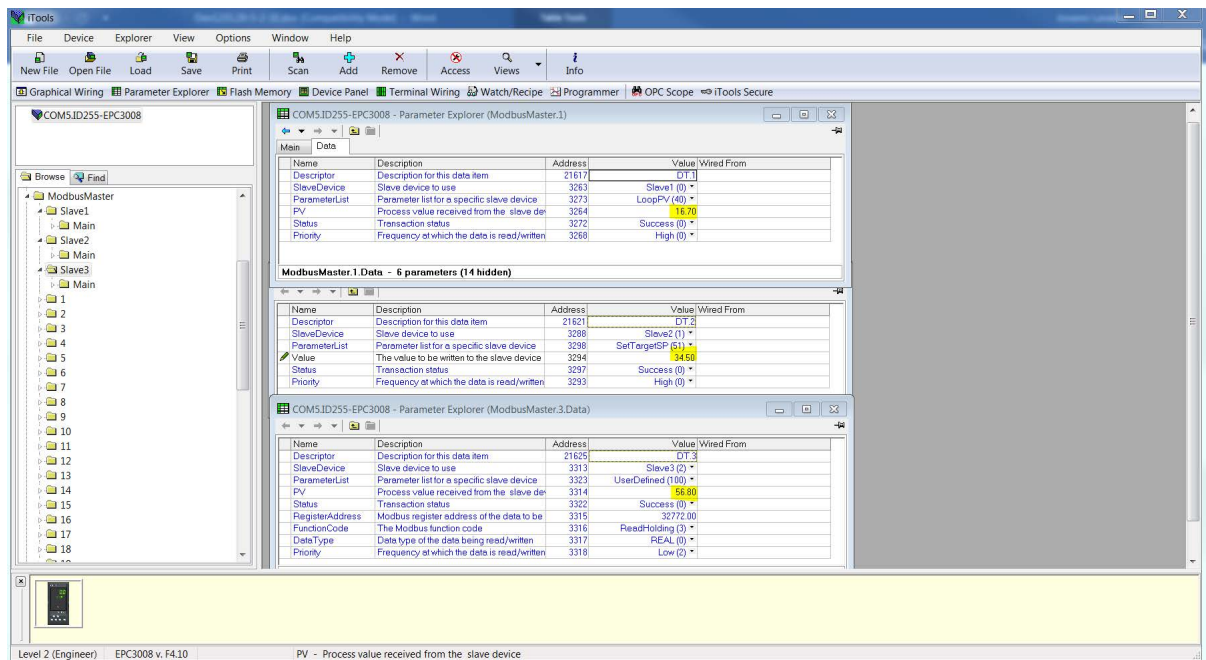 iTools
File Device Explorer View Options Window Help
New File Open File Load Save Print Scan Add Remove Access Views Info
Graphical Wiring Parameter Explorer Flash Memory Device Panel Terminal Wiring Watch/Recipe Programmer OPC Scope iTools Secure
COM5.ID255-EPC3008
Browse Find
ModbusMaster
Slave1
Main
Slave2
Main
Slave3
Main
1
2
3
4
5
6
7
8
9
10
11
12
13
14
15
16
17
18
COM5.ID255-EPC3008 - Parameter Explorer (ModbusMaster.1)
Main Data
Name Description Address Value Wired From
Descriptor Description for this data item 21617 DT.1
SlaveDevice Slave device to use 3263 Slave1 (0)
ParameterList Parameter list for a specific slave device 3273 LoopPV (40)
PV Process value received from the slave dev 3264 16.70
Status Transaction status 3272 Success (0)
Priority Frequency at which the data is read/written 3268 High (0)
ModbusMaster.1.Data - 6 parameters (14 hidden)
Name Description Address Value Wired From
Descriptor Description for this data item 21621 DT.2
SlaveDevice Slave device to use 3288 Slave2 (1)
ParameterList Parameter list for a specific slave device 3298 SetTargetSP (51)
Value The value to be written to the slave device 3294 34.50
Status Transaction status 3297 Success (0)
Priority Frequency at which the data is read/written 3293 High (0)
COM5.ID255-EPC3008 - Parameter Explorer (ModbusMaster.3.Data)
Name Description Address Value Wired From
Descriptor Description for this data item 21625 DT.3
SlaveDevice Slave device to use 3313 Slave3 (2)
ParameterList Parameter list for a specific slave device 3323 UserDefined (100)
PV Process value received from the slave dev 3314 56.80
Status Transaction status 3322 Success (0)
RegisterAddress Modbus register address of the data to be 3315 32772.00
FunctionCode The Modbus function code 3316 ReadHolding (3)
DataType Data type of the data being read/written 3317 REAL (0)
Priority Frequency at which the data is read/written 3318 Low (2)
Level 2 (Engineer) EPC3008 v. F4.10 PV - Process value received from the slave device